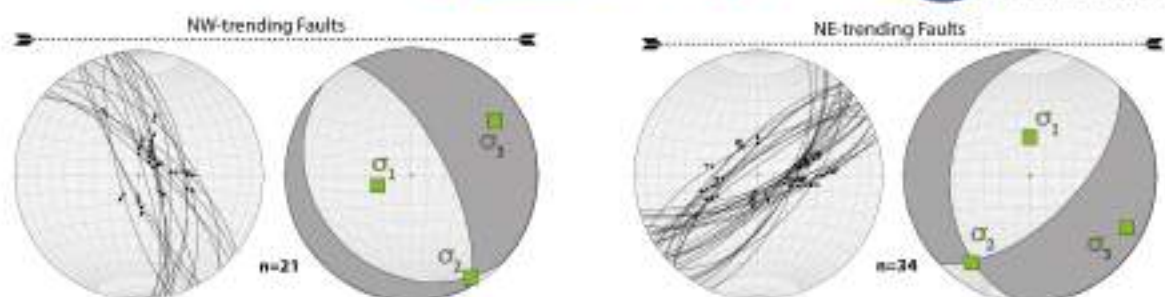 NW-trending Faults
σ3
σ1
σ2
n=21
NE-trending Faults
σ1
σ2
σ3
n=34